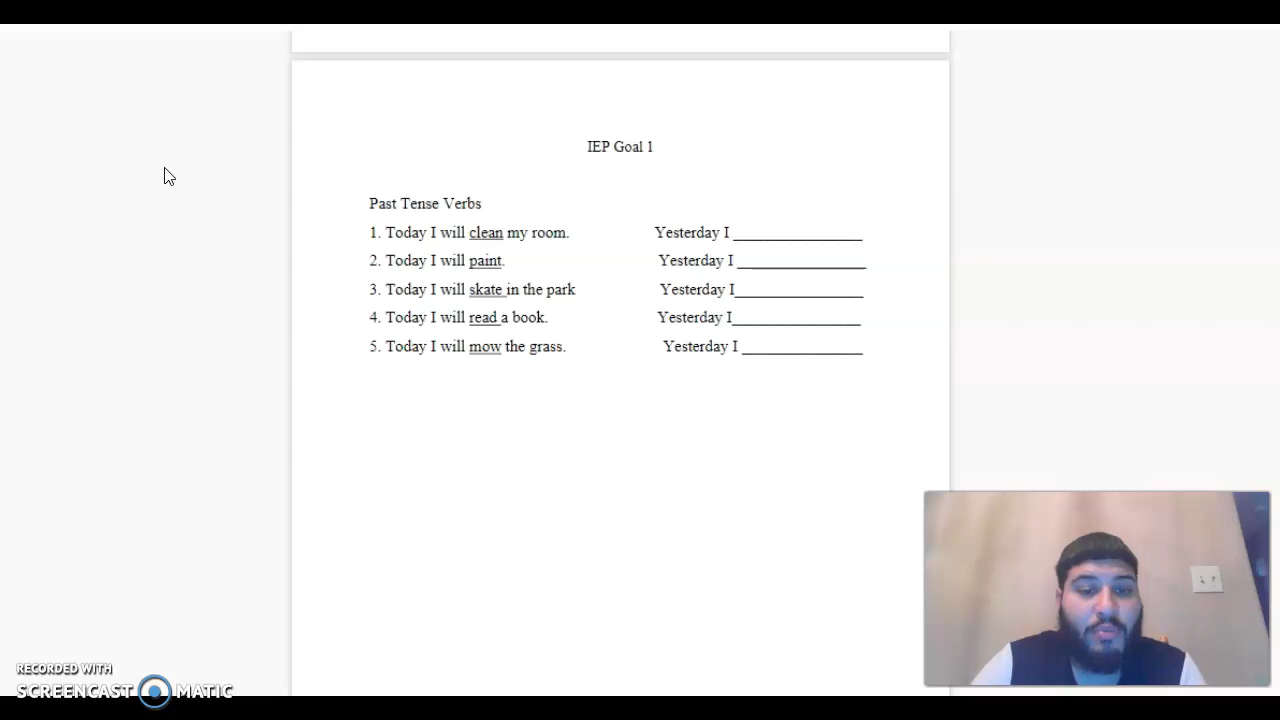 IEP Goal 1
Past Tense Verbs
1. Today I will clean my room. Yesterday I ________________
2. Today I will paint. Yesterday I ________________
3. Today I will skate in the park Yesterday I________________
4. Today I will read a book. Yesterday I________________
5. Today I will mow the grass. Yesterday I _______________
RECORDED WITH
SCREENCAST MATIC